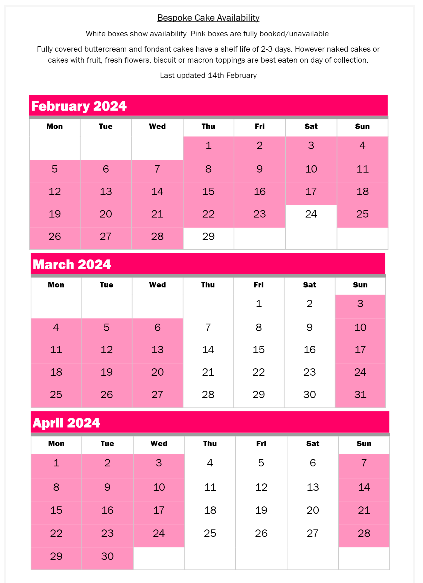 Bespoke Cake Availability
White boxes show availability. Pink boxes are fully booked/unavailable
Fully covered buttercream and fondant cakes have a shelf life of 2-3 days. However naked cakes or
cakes with fruit, fresh flowers, biscuit or macron toppings are best eaten on day of collection.
Last updated 14th February
February 2024
Mon Tue Wed Thu Fri Sat Sun
1 2 3 4
5 6 7 8 9 10 11
12 13 14 15 16 17 18
19 20 21 22 23 24 25
26 27 28 29
March 2024
Mon Tue Wed Thu Fri Sat Sun
1 2 3
4 5 6 7 8 9 10
11 12 13 14 15 16 17
18 19 20 21 22 23 24
25 26 27 28 29 30 31
April 2024
Mon Tue Wed Thu Fri Sat Sun
1 2 3 4 5 6 7
8 9 10 11 12 13 14
15 16 17 18 19 20 21
22 23 24 25 26 27 28
29 30